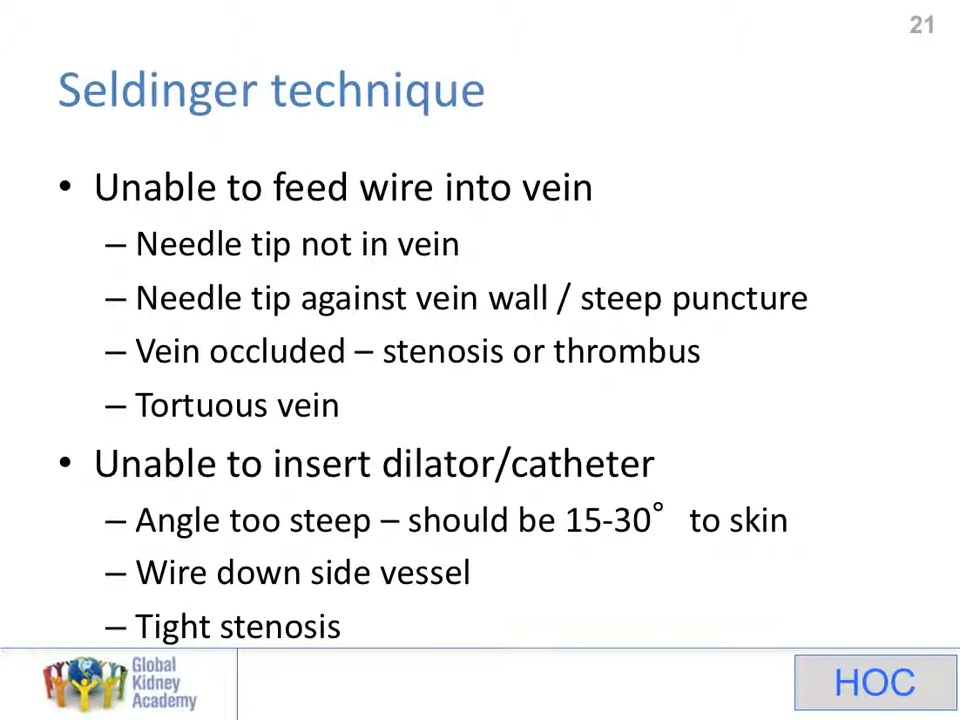 21
Seldinger technique
• Unable to feed wire into vein
– Needle tip not in vein
– Needle tip against vein wall / steep puncture
– Vein occluded – stenosis or thrombus
– Tortuous vein
• Unable to insert dilator/catheter
– Angle too steep – should be 15-30° to skin
– Wire down side vessel
– Tight stenosis
Global
Kidney
Academy
HOC